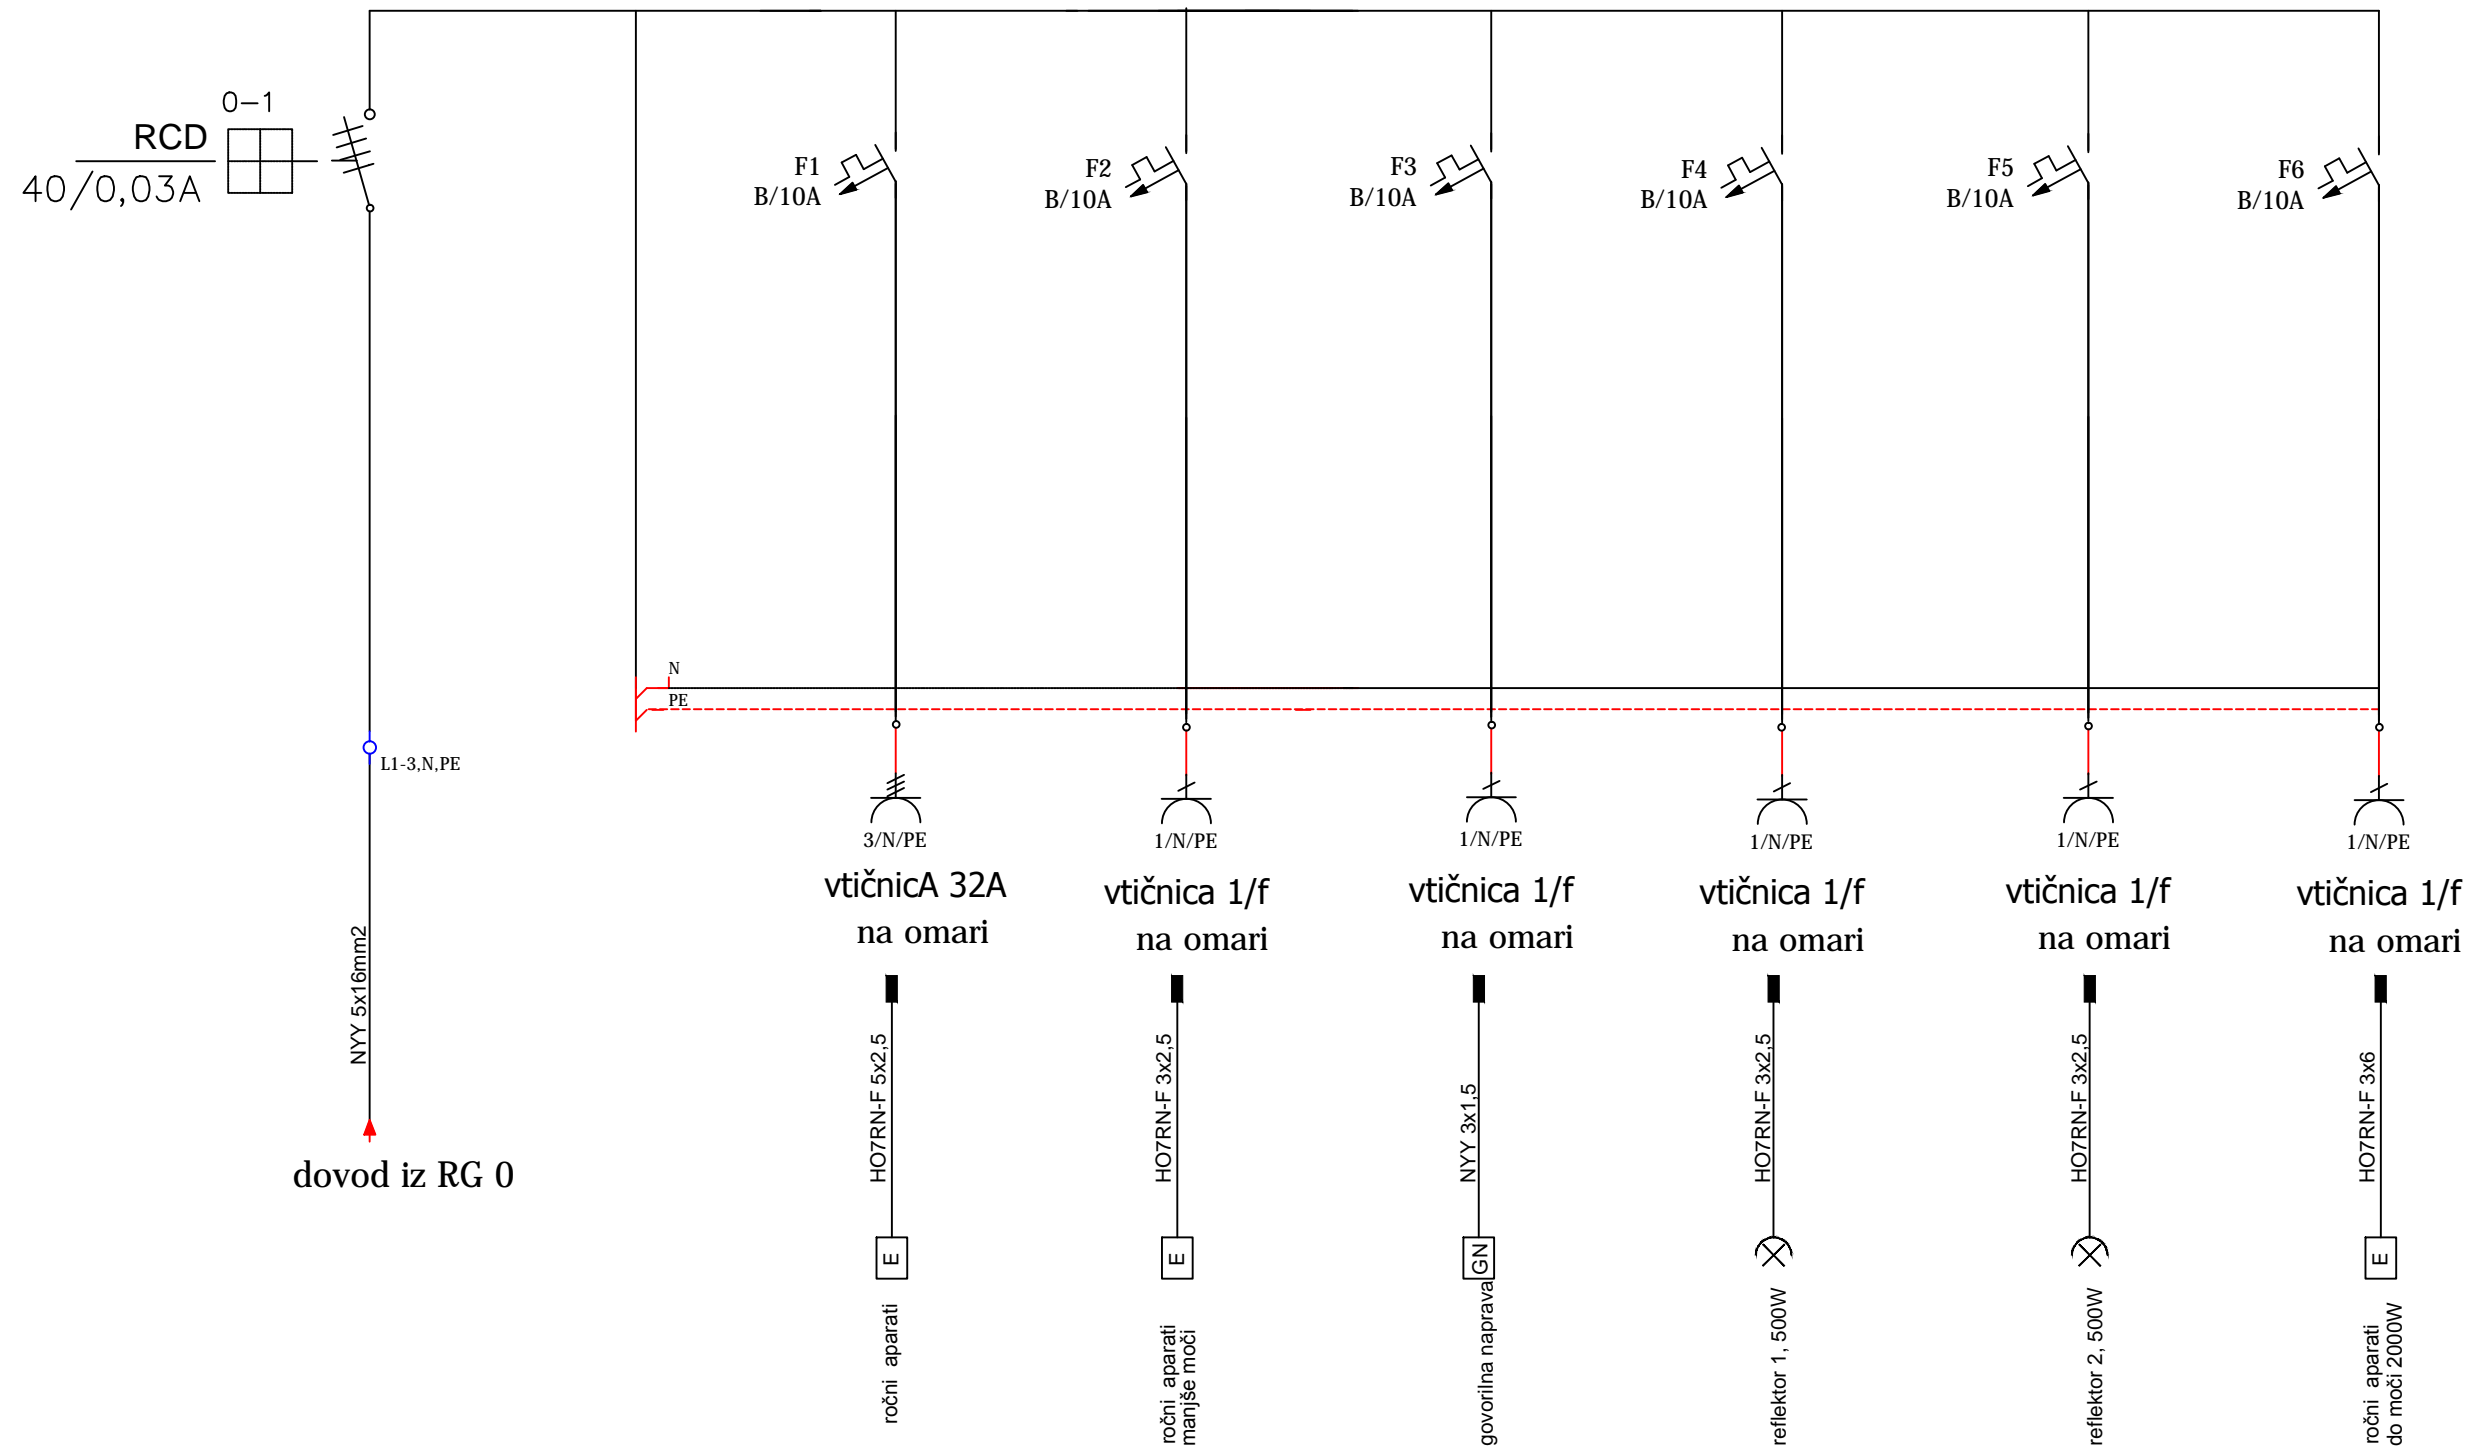 0-1
RCD
40/0,03A
F1
B/10A
F2
B/10A
F3
B/10A
F4
B/10A
F5
B/10A
F6
B/10A
N
PE
L1-3,N,PE
3/N/PE
1/N/PE
1/N/PE
1/N/PE
1/N/PE
1/N/PE
vtičnicA 32A
na omari
vtičnica 1/f
na omari
vtičnica 1/f
na omari
vtičnica 1/f
na omari
vtičnica 1/f
na omari
vtičnica 1/f
na omari
NYY 5x16mm2
dovod iz RG 0
HO7RN-F 5x2,5
HO7RN-F 3x2,5
NYY 3x1,5
HO7RN-F 3x2,5
HO7RN-F 3x2,5
HO7RN-F 3x6
E
E
GN
E
ročni aparati
ročni aparati
manjše moči
govorilna naprava
reflektor 1, 500W
reflektor 2, 500W
ročni aparati
do moči 2000W